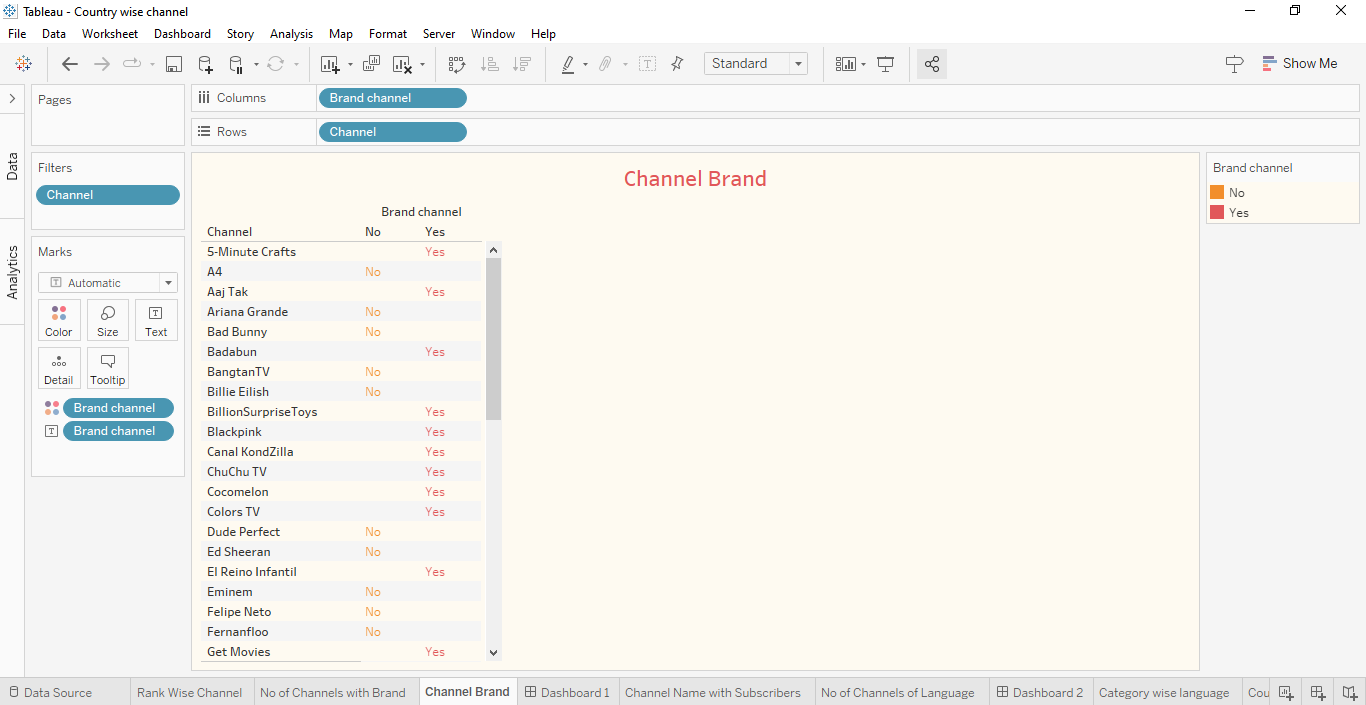 Tableau - Country wise channel
File Data Worksheet Dashboard Story Analysis Map Format Server Window Help
Standard
Show Me
Data
Analytics
Pages
Filters
Channel
Marks
Automatic
Color Size Text
Detail Tooltip
Brand channel
Brand channel
Columns Brand channel
Rows Channel
Channel Brand
Brand channel
Channel No Yes
5-Minute Crafts Yes
A4 No
Aaj Tak Yes
Ariana Grande No
Bad Bunny No
Badabun Yes
BangtanTV No
Billie Eilish No
BillionSurpriseToys Yes
Blackpink Yes
Canal KondZilla Yes
ChuChu TV Yes
Cocomelon Yes
Colors TV Yes
Dude Perfect No
Ed Sheeran No
El Reino Infantil Yes
Eminem No
Felipe Neto No
Fernanfloo No
Get Movies Yes
Brand channel
No
Yes
Data Source Rank Wise Channel No of Channels with Brand Channel Brand Dashboard 1 Channel Name with Subscribers No of Channels of Language Dashboard 2 Category wise language Cou